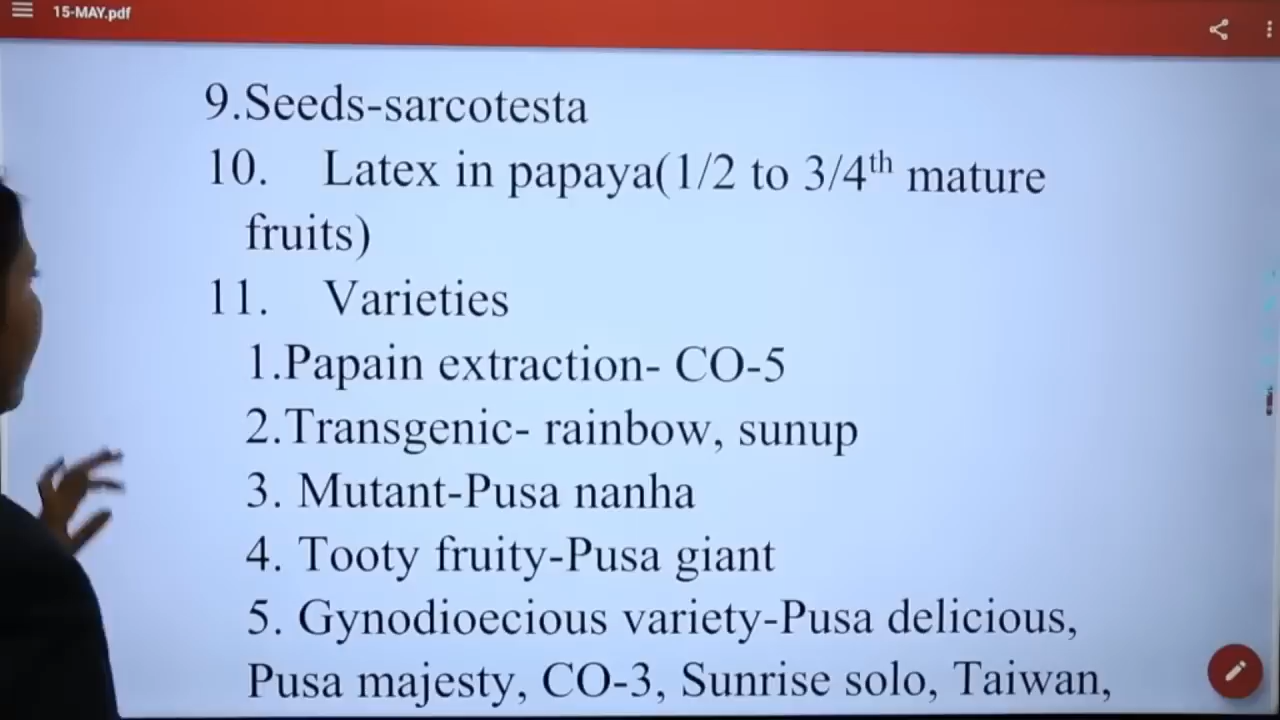 15-MAY.pdf
9.Seeds-sarcotesta
10. Latex in papaya(1/2 to 3/4th mature
fruits)
11. Varieties
1.Papain extraction- CO-5
2.Transgenic- rainbow, sunup
3. Mutant-Pusa nanha
4. Tooty fruity-Pusa giant
5. Gynodioecious variety-Pusa delicious,
Pusa majesty, CO-3, Sunrise solo, Taiwan,